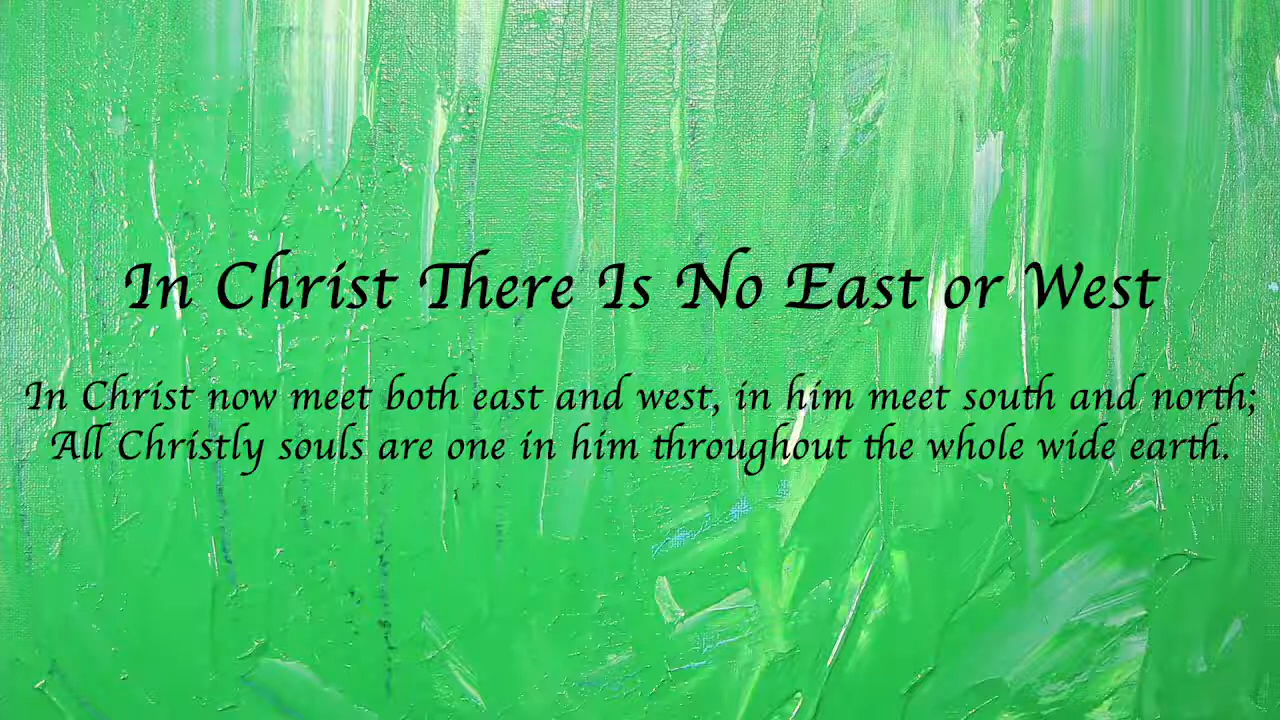 In Christ There Is No East or West
In Christ now meet both east and west, in him meet south and north;
All Christly souls are one in him throughout the whole wide earth.